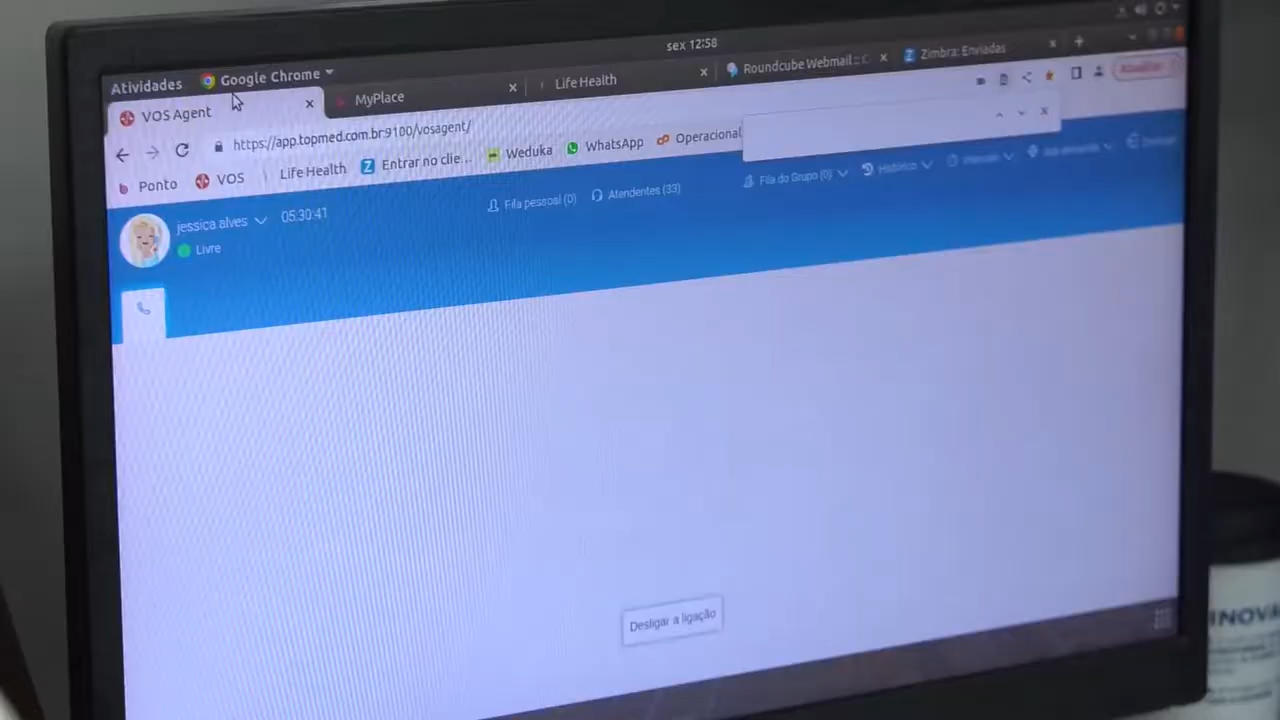 sex 12:58
Atividades Google Chrome
VOS Agent MyPlace Life Health Roundcube Webmail :: Zimbra: Enviadas
https://app.topmed.com.br:9100/vosagent/
Ponto VOS Life Health Entrar no clie... Weduka WhatsApp Operacional
jessica alves 05:30:41 Fila pessoal (0) Atendentes (33) Fila do Grupo (0) Histórico
Livre
Desligar a ligação